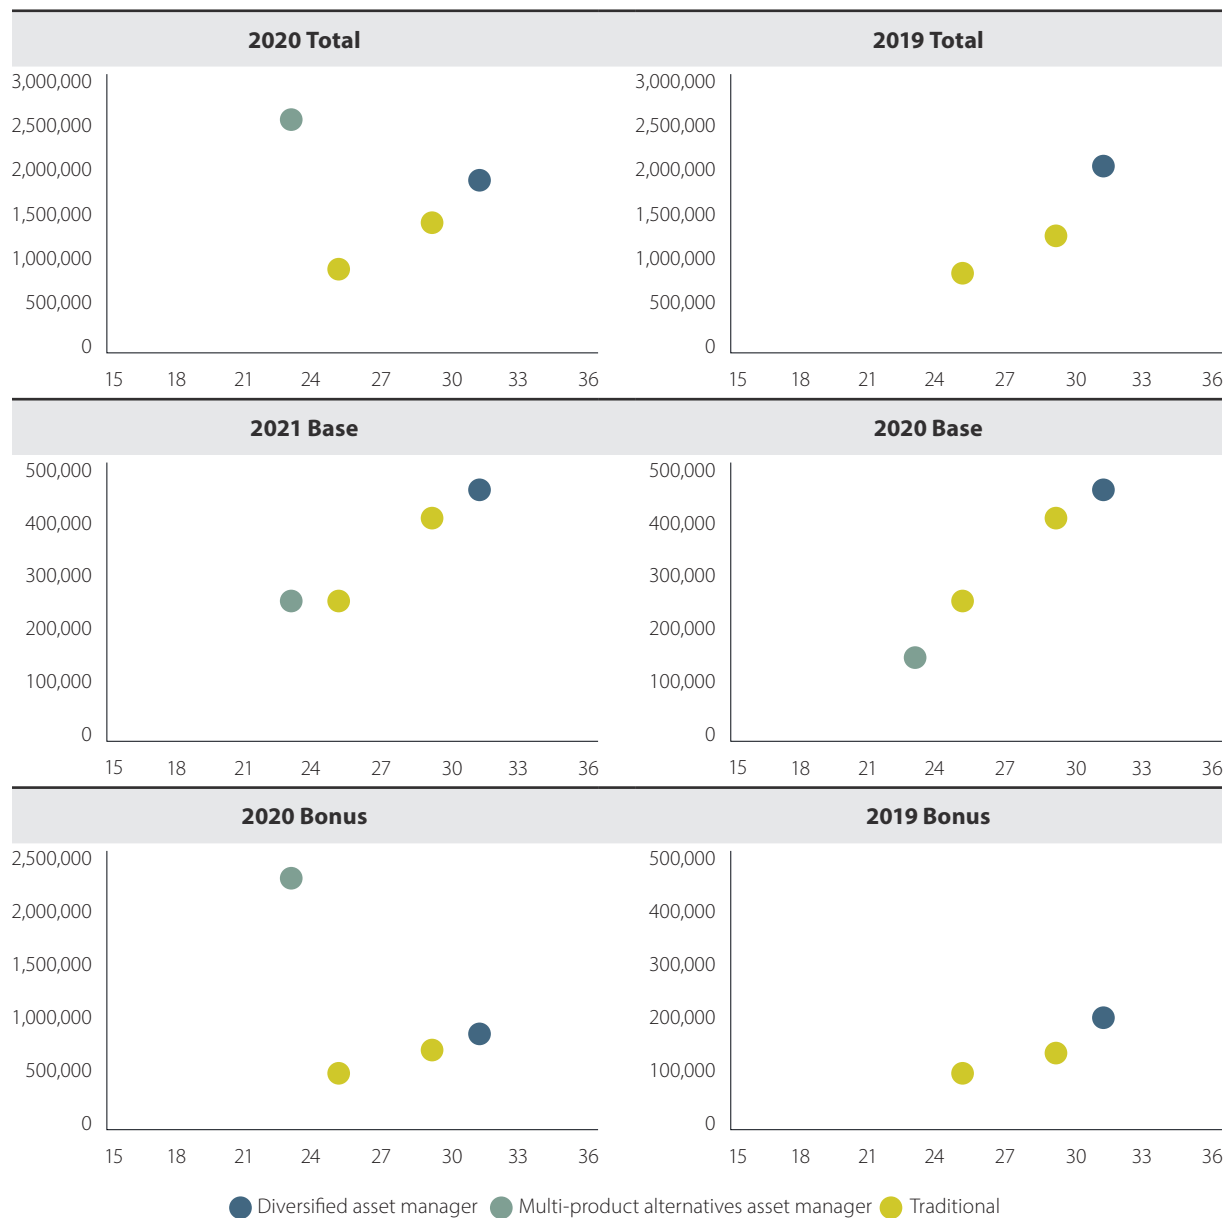 2020 Total
2019 Total
3,000,000
2,500,000
2,000,000
1,500,000
1,000,000
500,000
0
15 18 21 24 27 30 33 36
3,000,000
2,500,000
2,000,000
1,500,000
1,000,000
500,000
0
15 18 21 24 27 30 33 36
2021 Base
2020 Base
500,000
400,000
300,000
200,000
100,000
0
15 18 21 24 27 30 33 36
500,000
400,000
300,000
200,000
100,000
0
15 18 21 24 27 30 33 36
2020 Bonus
2019 Bonus
2,500,000
2,000,000
1,500,000
1,000,000
500,000
0
15 18 21 24 27 30 33 36
500,000
400,000
300,000
200,000
100,000
0
15 18 21 24 27 30 33 36
Diversified asset manager Multi-product alternatives asset manager Traditional